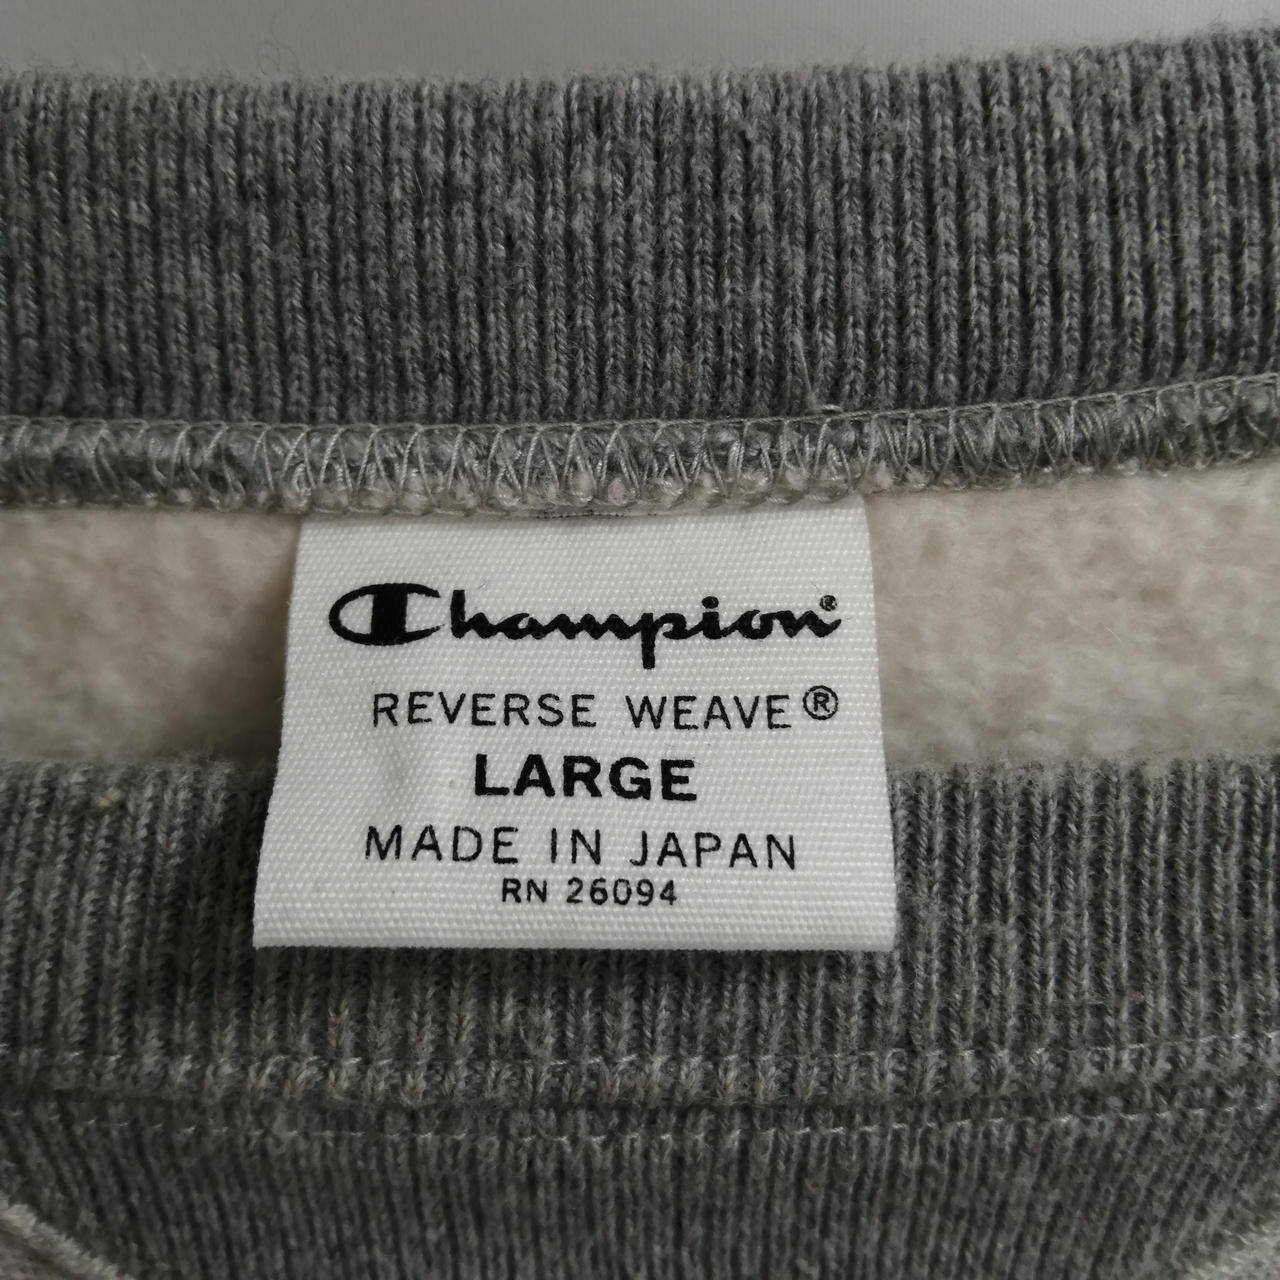 Champion®
REVERSE WEAVE®
LARGE
MADE IN JAPAN
RN 26094